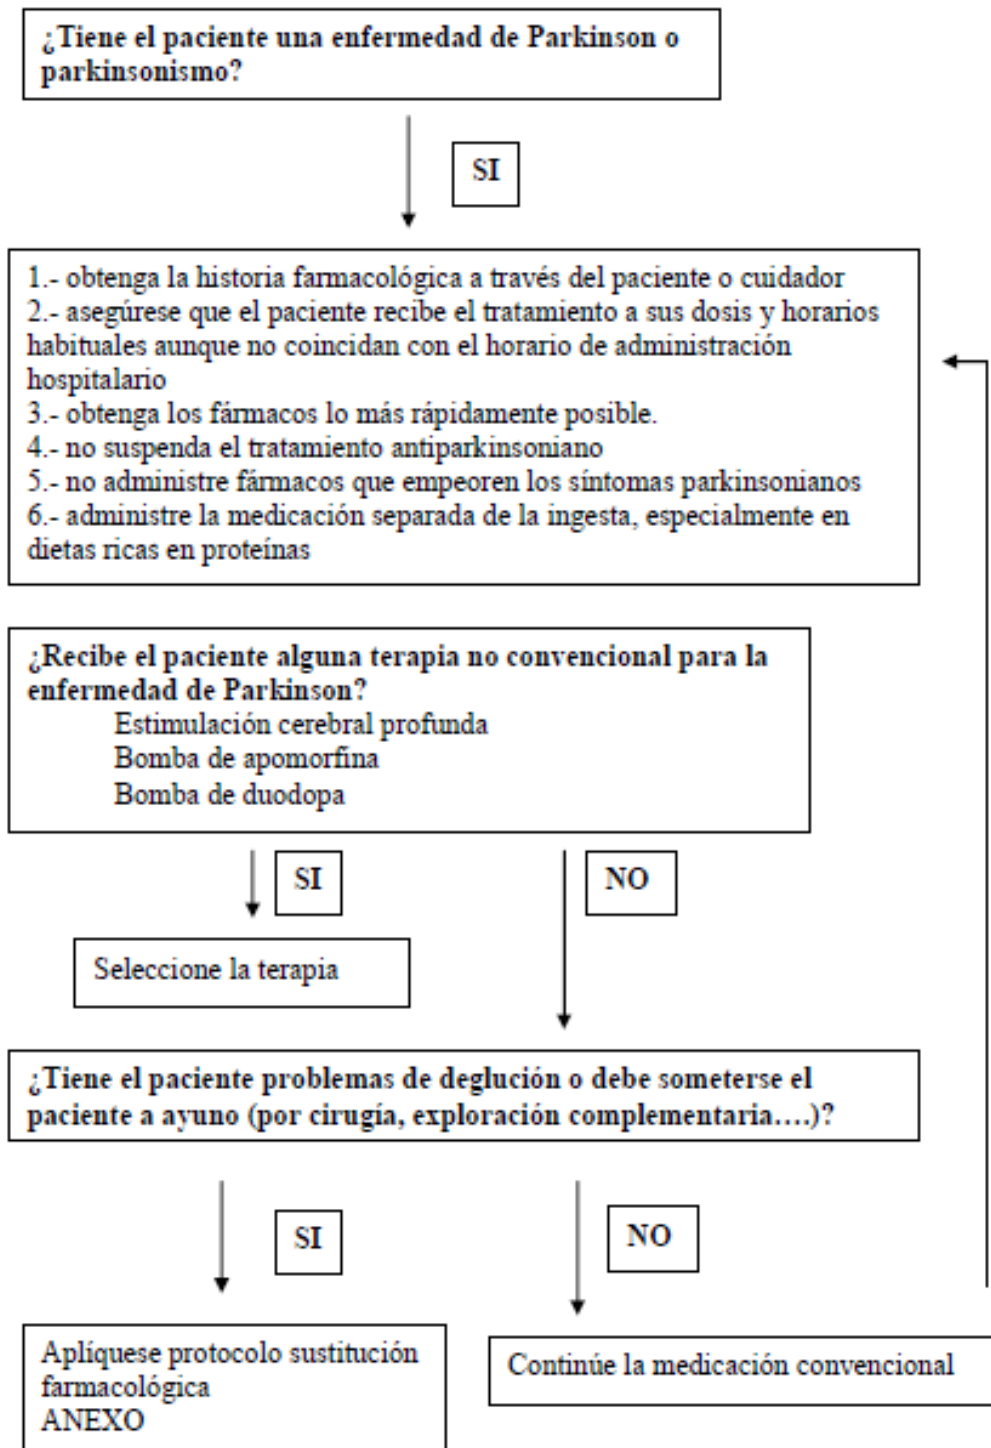 ¿Tiene el paciente una enfermedad de Parkinson o
parkinsonismo?
SI
1.- obtenga la historia farmacológica a través del paciente o cuidador
2.- asegúrese que el paciente recibe el tratamiento a sus dosis y horarios
habituales aunque no coincidan con el horario de administración
hospitalario
3.- obtenga los fármacos lo más rápidamente posible.
4.- no suspenda el tratamiento antiparkinsoniano
5.- no administre fármacos que empeoren los síntomas parkinsonianos
6.- administre la medicación separada de la ingesta, especialmente en
dietas ricas en proteínas
¿Recibe el paciente alguna terapia no convencional para la
enfermedad de Parkinson?
Estimulación cerebral profunda
Bomba de apomorfina
Bomba de duodopa
SI
NO
Seleccione la terapia
¿Tiene el paciente problemas de deglución o debe someterse el
paciente a ayuno (por cirugía, exploración complementaria….)?
SI
NO
Aplíquese protocolo sustitución
farmacológica
ANEXO
Continúe la medicación convencional